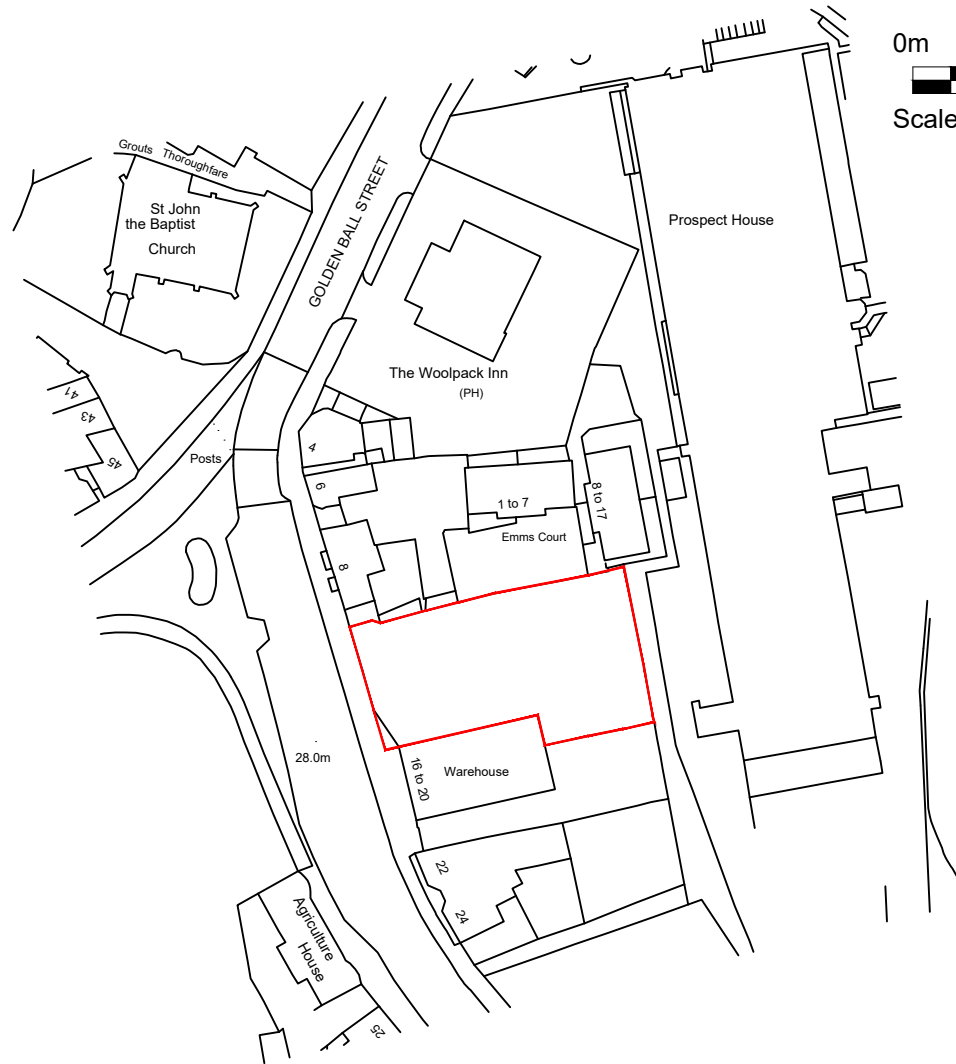 0m
Scale
Grouts Thoroughfare
St John
the Baptist
Church
GOLDEN BALL STREET
Prospect House
The Woolpack Inn
(PH)
41
43
45
Posts
4
6
8
1 to 7
8 to 17
Emms Court
28.0m
16 to 20
Warehouse
22
24
Agriculture
House
25